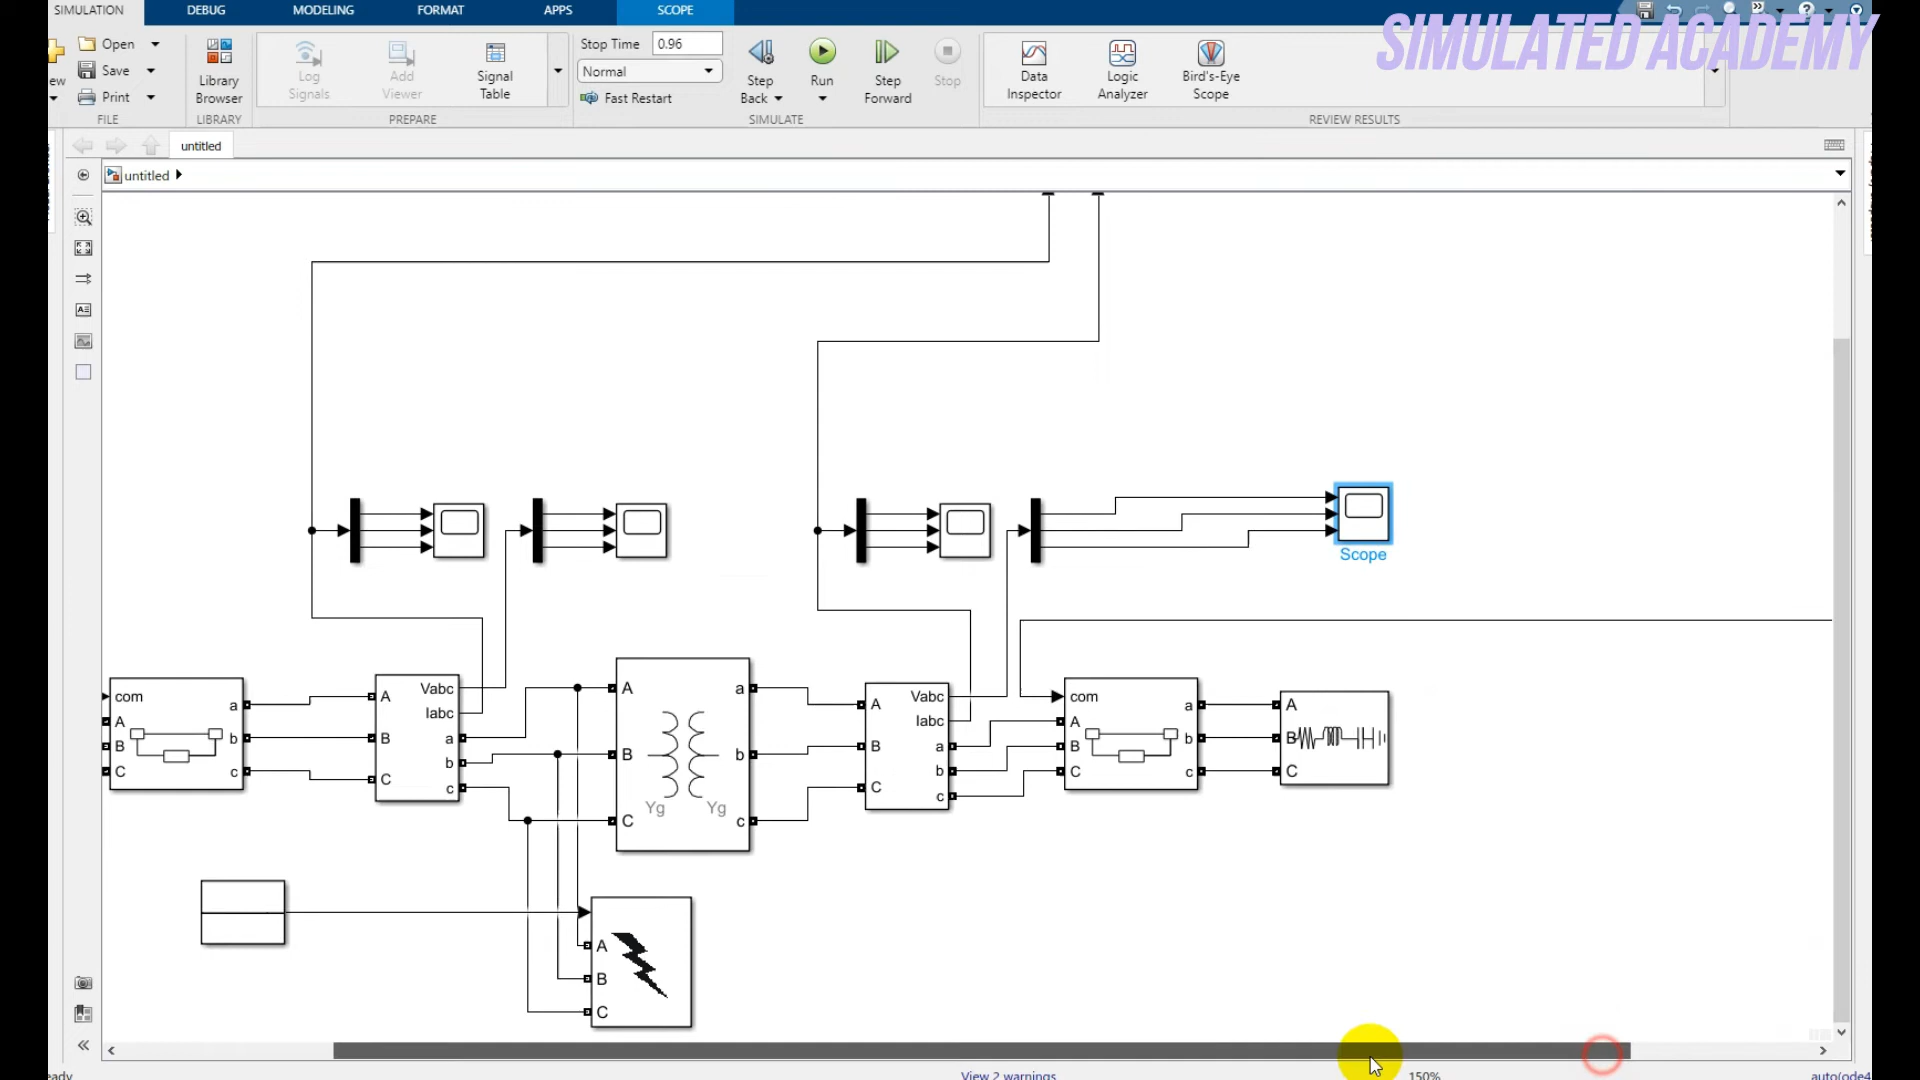 SIMULATION DEBUG MODELING FORMAT APPS SCOPE
SIMULATED ACADEMY
Open
Save
Print
FILE
Library Browser
LIBRARY
Log Signals
Add Viewer
Signal Table
PREPARE
Stop Time 0.96
Normal
Fast Restart
Step Back
Run
Step Forward
Stop
SIMULATE
Data Inspector
Logic Analyzer
Bird's-Eye Scope
REVIEW RESULTS
untitled
untitled
Scope
com
A
B
C
a
b
c
A
B
C
Vabc
Iabc
a
b
c
A
B
C
a
b
c
Yg Yg
A
B
C
Vabc
Iabc
a
b
c
com
A
B
C
a
b
c
A
B
C
A
B
C
View 2 warnings
150%
auto(ode4